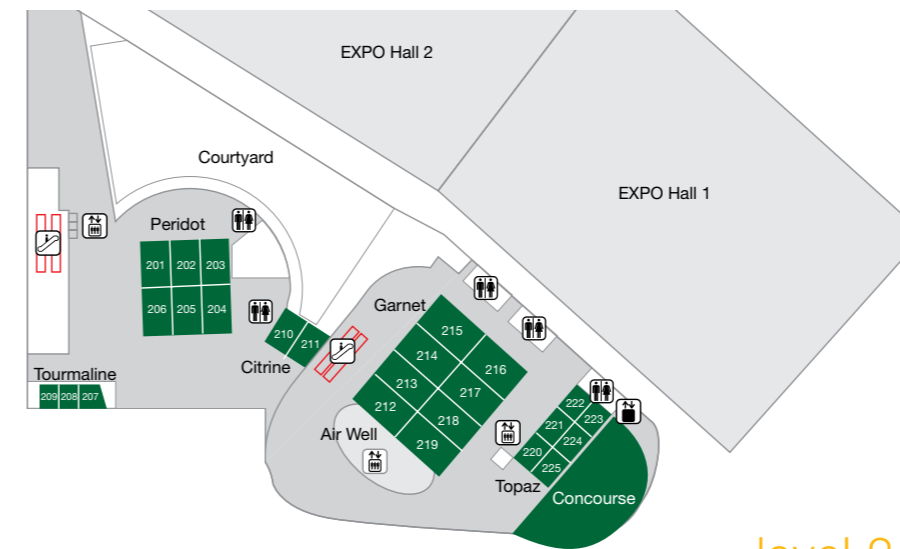 EXPO Hall 2
Courtyard
EXPO Hall 1
Peridot
201 202 203
206 205 204
Garnet
210 211
Citrine
215
214 216
213 217
212 218
219
Tourmaline
209 208 207
Air Well
222
221 223
220 224
225
Topaz
Concourse